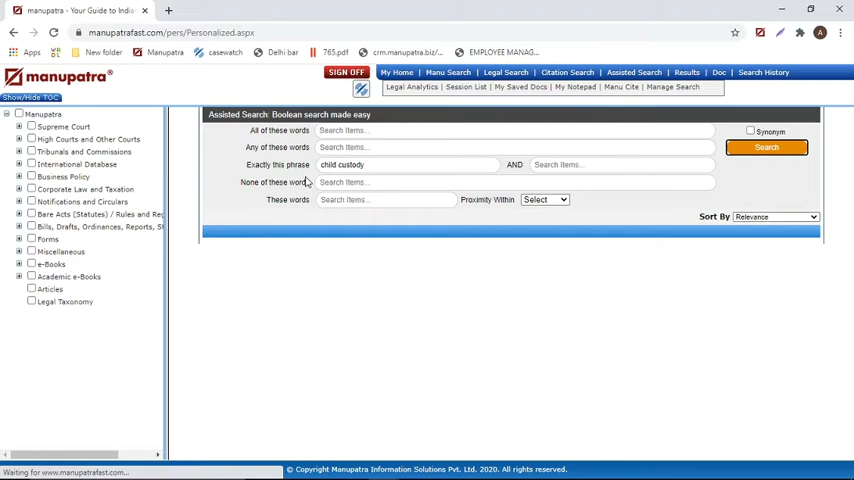 manupatra - Your Guide to India
manupatrafast.com/pers/Personalized.aspx
Apps New folder Manupatra casewatch Delhi bar 765.pdf crm.manupatra.biz/... EMPLOYEE MANAG...
manupatra® SIGN OFF My Home | Manu Search | Legal Search | Citation Search | Assisted Search | Results | Doc | Search History
Legal Analytics | Session List | My Saved Docs | My Notepad | Manu Cite | Manage Search
Show/Hide TOC
Manupatra
Supreme Court
High Courts and Other Courts
Tribunals and Commissions
International Database
Business Policy
Corporate Law and Taxation
Notifications and Circulars
Bare Acts (Statutes) / Rules and Reg
Bills, Drafts, Ordinances, Reports, St
Forms
Miscellaneous
e-Books
Academic e-Books
Articles
Legal Taxonomy
Assisted Search: Boolean search made easy
All of these words Search Items... Synonym
Any of these words Search Items... Search
Exactly this phrase child custody AND Search Items...
None of these words Search Items...
These words Search Items... Proximity Within Select
Sort By Relevance
Waiting for www.manupatrafast.com...
© Copyright Manupatra Information Solutions Pvt. Ltd. 2020. All rights reserved.